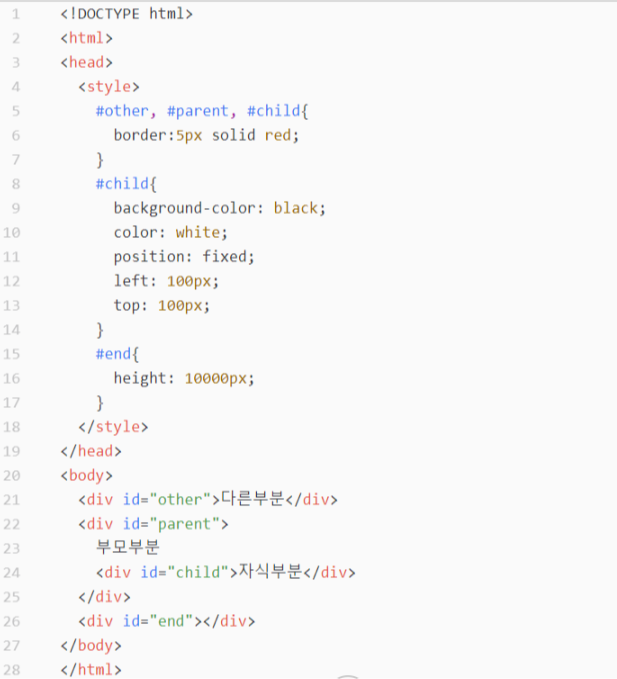 1 <!DOCTYPE html>
2 <html>
3 <head>
4 <style>
5 #other, #parent, #child{
6 border:5px solid red;
7 }
8 #child{
9 background-color: black;
10 color: white;
11 position: fixed;
12 left: 100px;
13 top: 100px;
14 }
15 #end{
16 height: 10000px;
17 }
18 </style>
19 </head>
20 <body>
21 <div id="other">다른부분</div>
22 <div id="parent">
23 부모부분
24 <div id="child">자식부분</div>
25 </div>
26 <div id="end"></div>
27 </body>
28 </html>